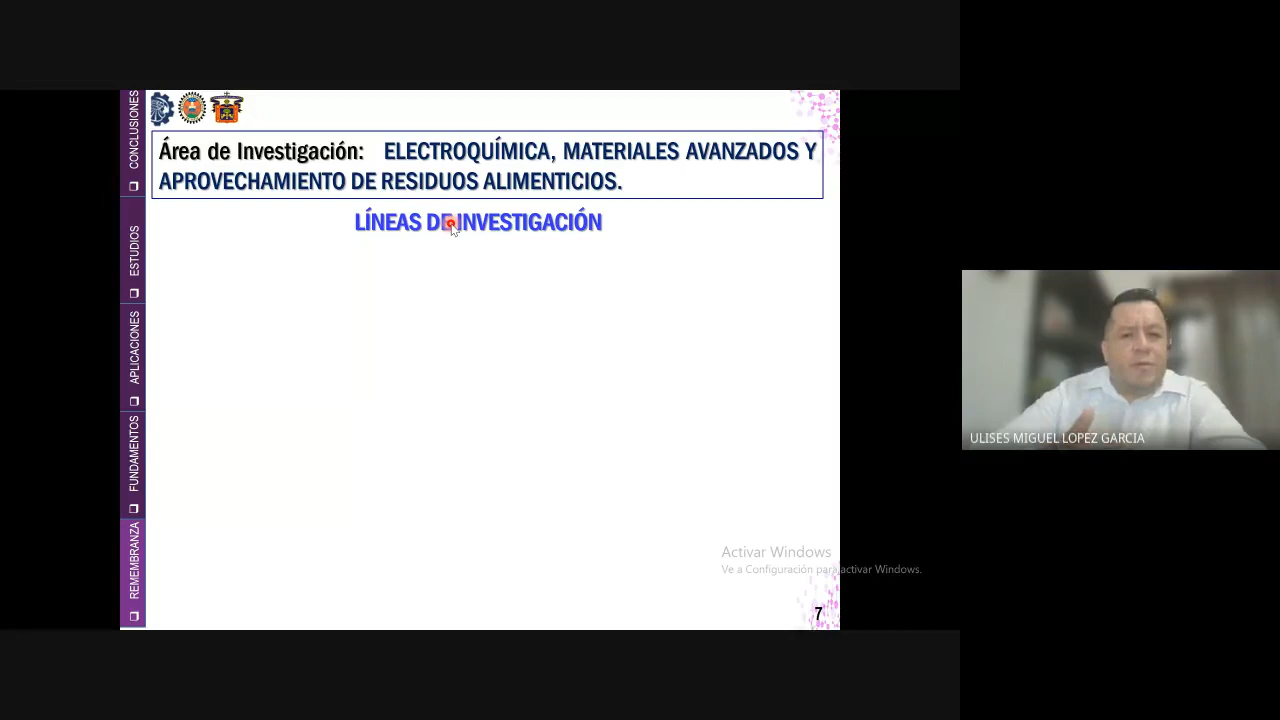 Área de Investigación: ELECTROQUÍMICA, MATERIALES AVANZADOS Y
APROVECHAMIENTO DE RESIDUOS ALIMENTICIOS.
LÍNEAS DE INVESTIGACIÓN
CONCLUSIONES
ESTUDIOS
APLICACIONES
FUNDAMENTOS
REMEMBRANZA
ULISES MIGUEL LOPEZ GARCIA
Activar Windows
Ve a Configuración para activar Windows.
7